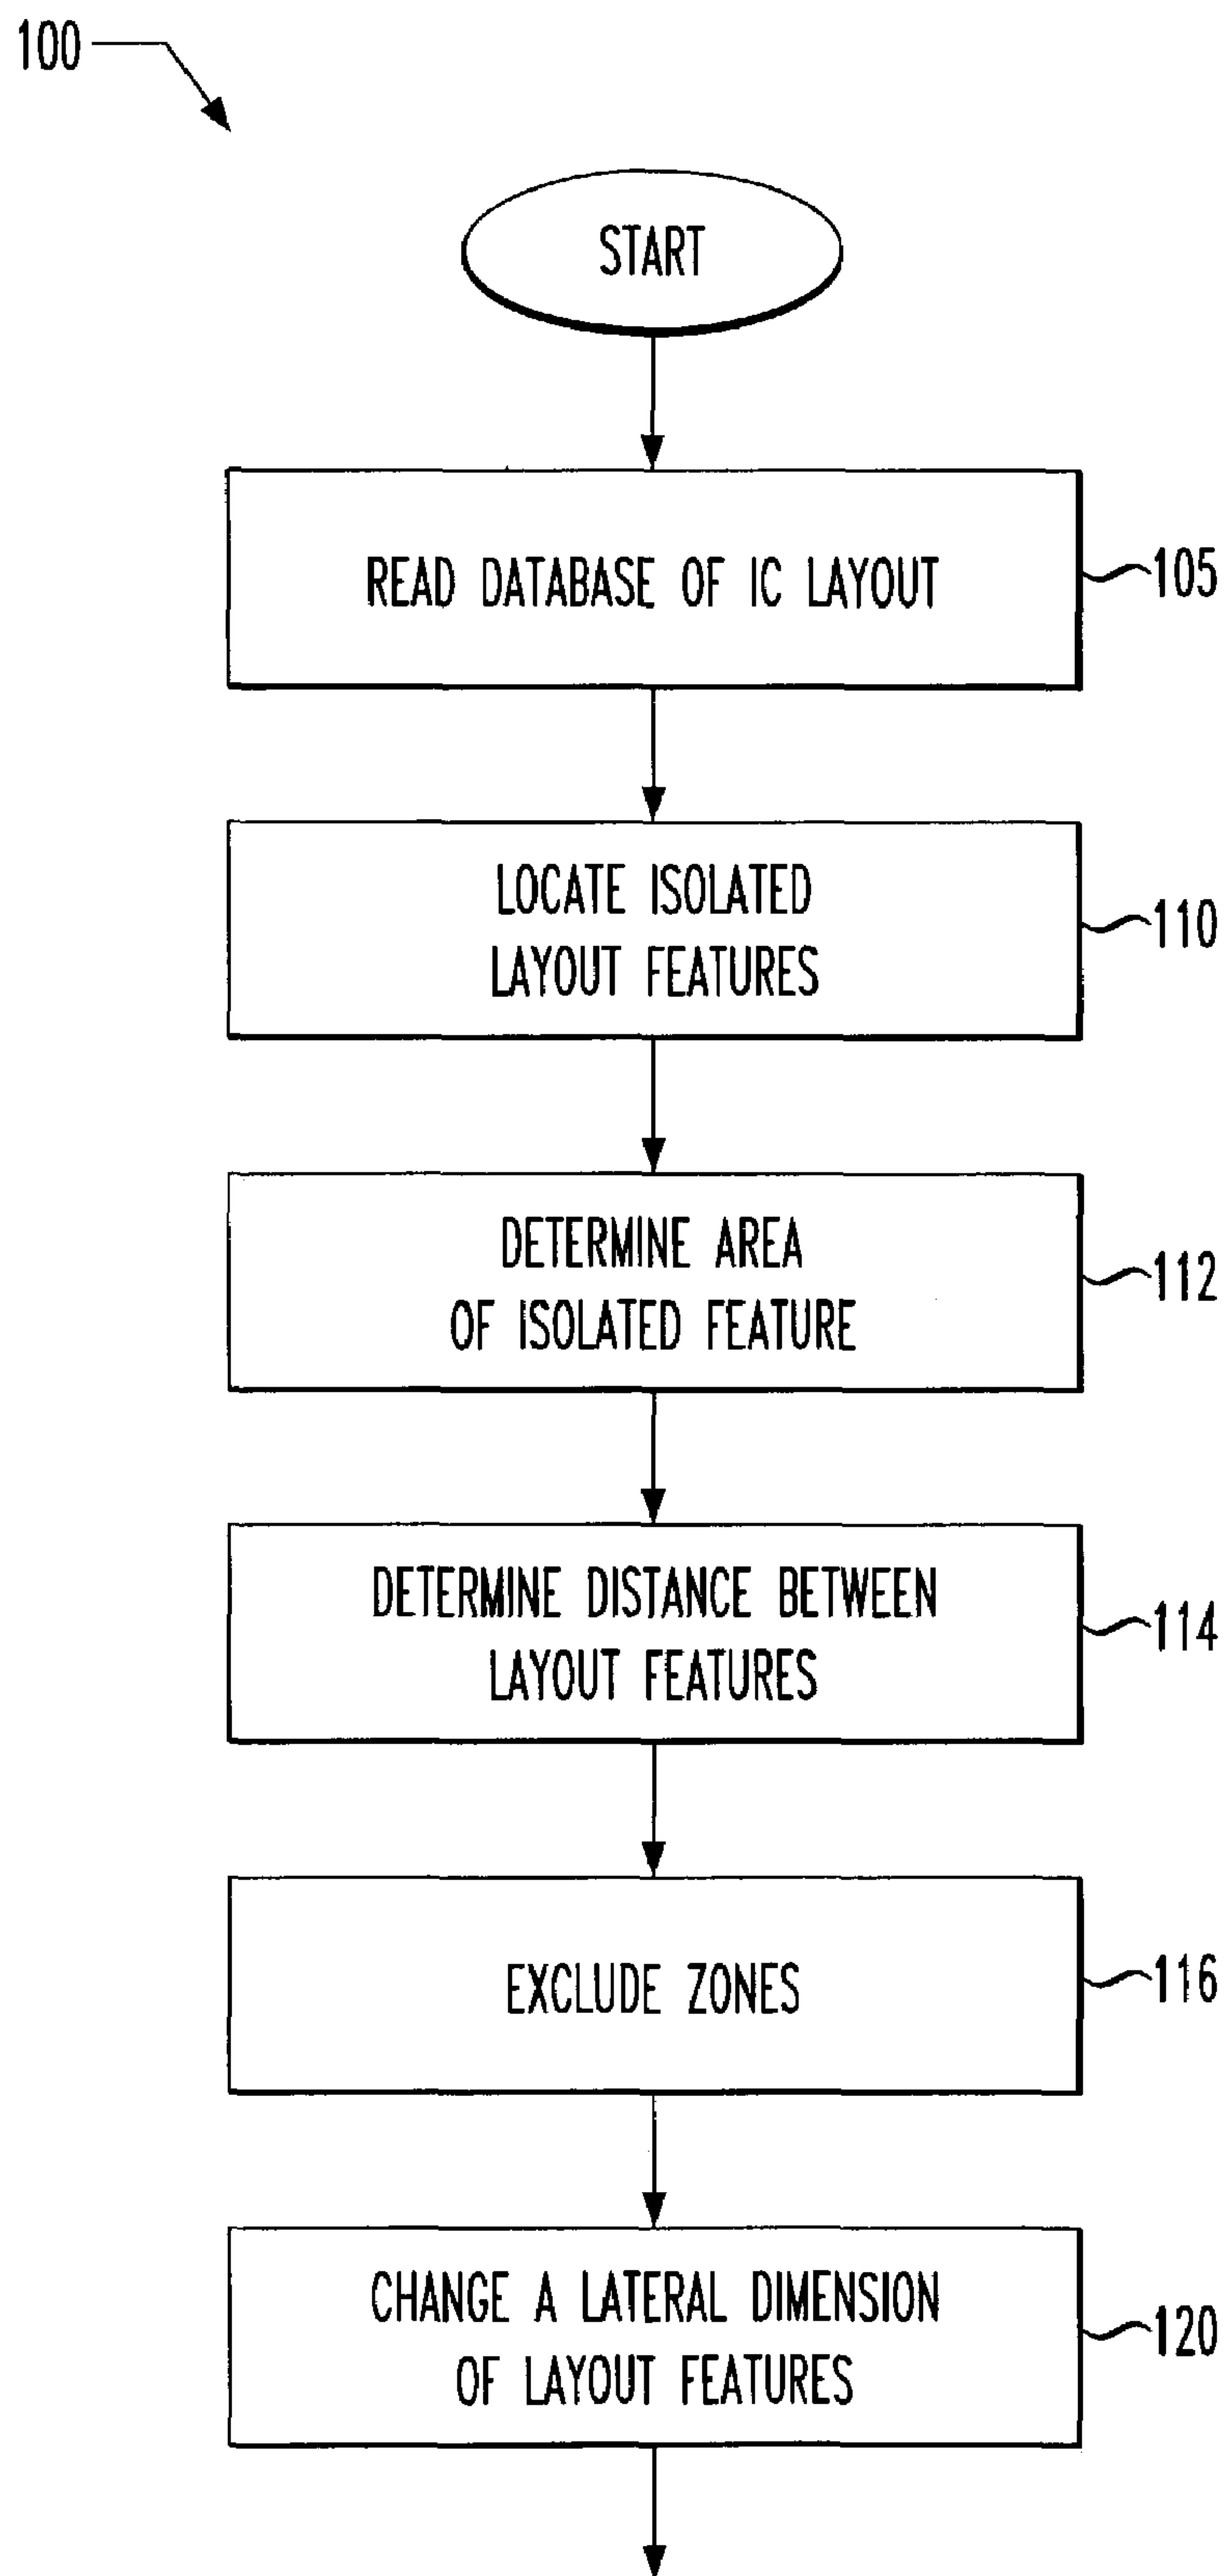 100
START
READ DATABASE OF IC LAYOUT
105
LOCATE ISOLATED
LAYOUT FEATURES
110
DETERMINE AREA
OF ISOLATED FEATURE
112
DETERMINE DISTANCE BETWEEN
LAYOUT FEATURES
114
EXCLUDE ZONES
116
CHANGE A LATERAL DIMENSION
OF LAYOUT FEATURES
120